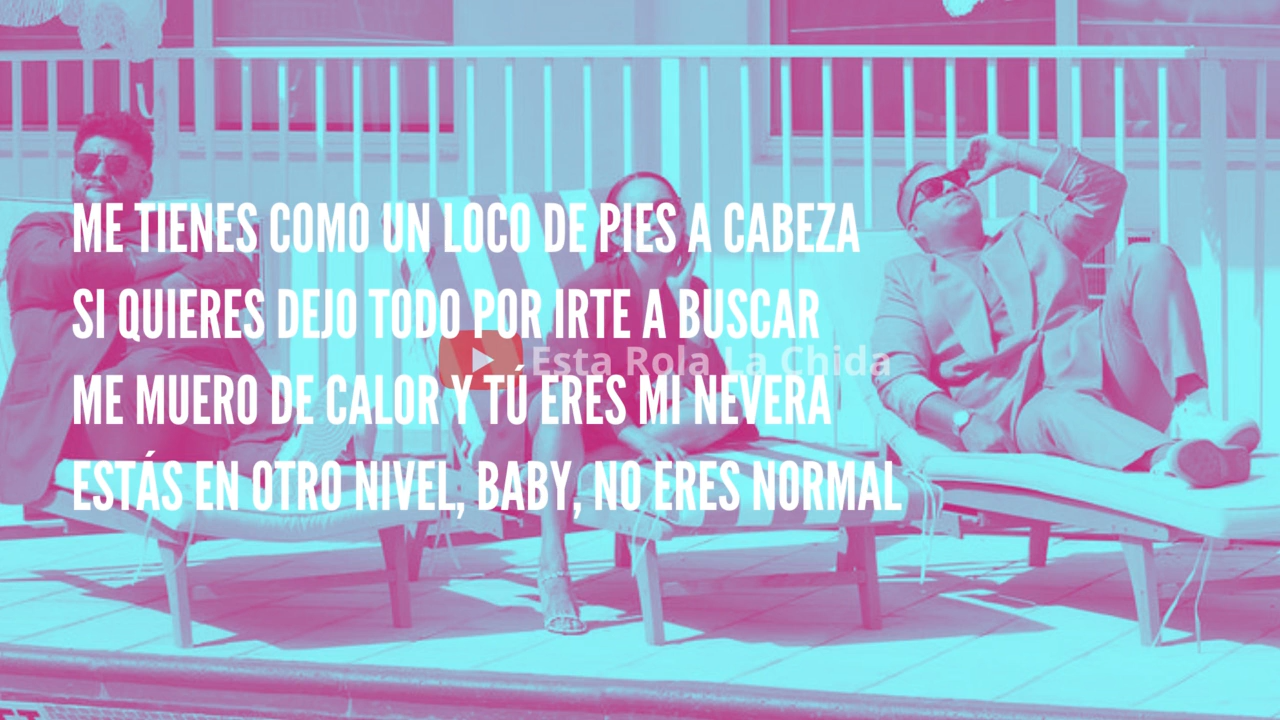 ME TIENES COMO UN LOCO DE PIES A CABEZA
SI QUIERES DEJO TODO POR IRTE A BUSCAR
Esta Rola La Chida
ME MUERO DE CALOR Y TÚ ERES MI NEVERA
ESTÁS EN OTRO NIVEL, BABY, NO ERES NORMAL